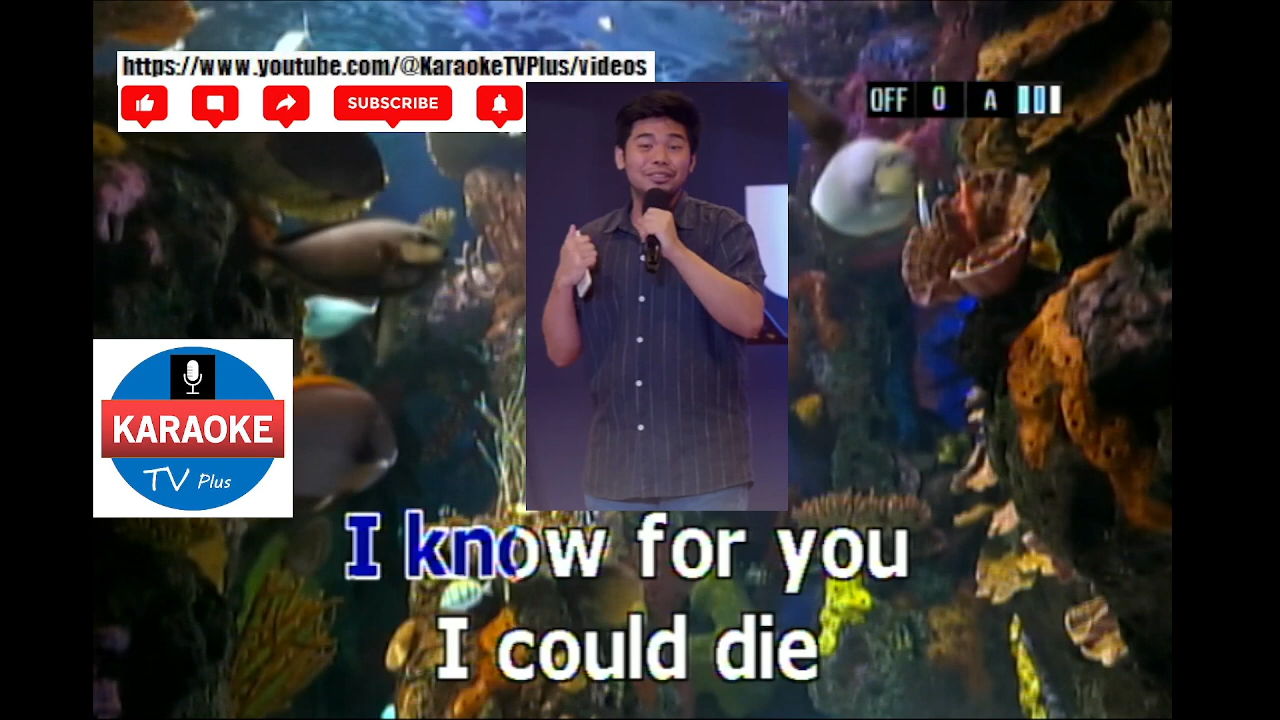 https://www.youtube.com/@KaraokeTVPlus/videos
SUBSCRIBE
OFF 0 A
KARAOKE
TV Plus
I know for you
I could die